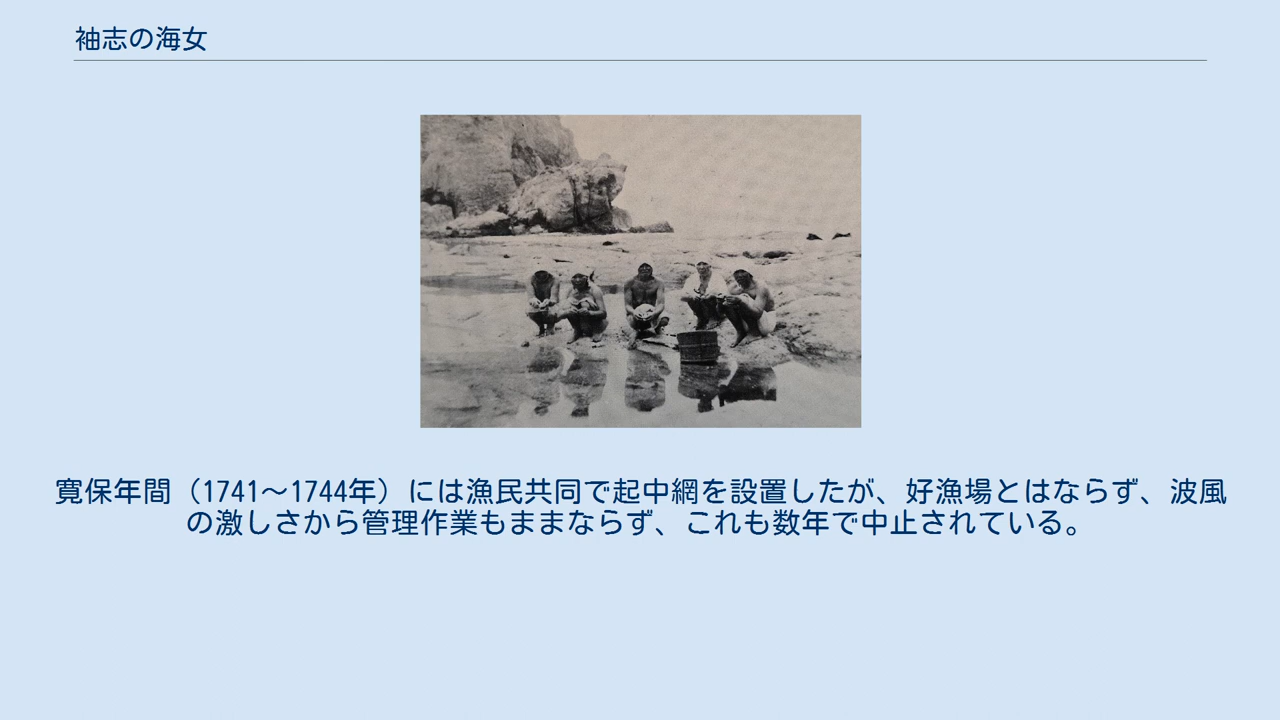 袖志の海女
寛保年間（1741～1744年）には漁民共同で起中網を設置したが、好漁場とはならず、波風
の激しさから管理作業もままならず、これも数年で中止されている。